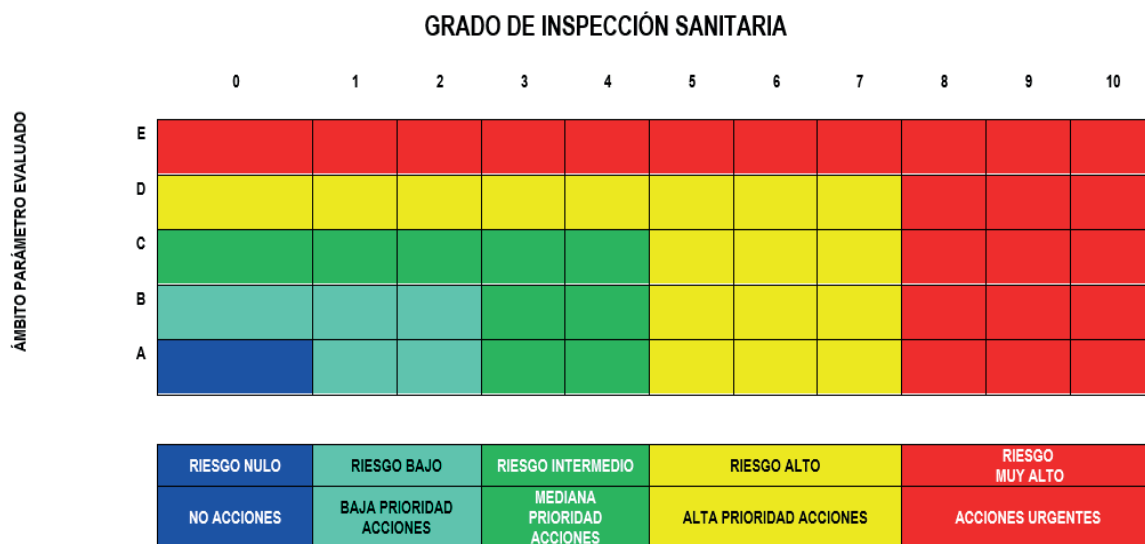 GRADO DE INSPECCIÓN SANITARIA
0 1 2 3 4 5 6 7 8 9 10
ÁMBITO PARÁMETRO EVALUADO
E
D
C
B
A
RIESGO NULO RIESGO BAJO RIESGO INTERMEDIO RIESGO ALTO RIESGO
MUY ALTO
NO ACCIONES BAJA PRIORIDAD
ACCIONES MEDIANA
PRIORIDAD
ACCIONES ALTA PRIORIDAD ACCIONES ACCIONES URGENTES